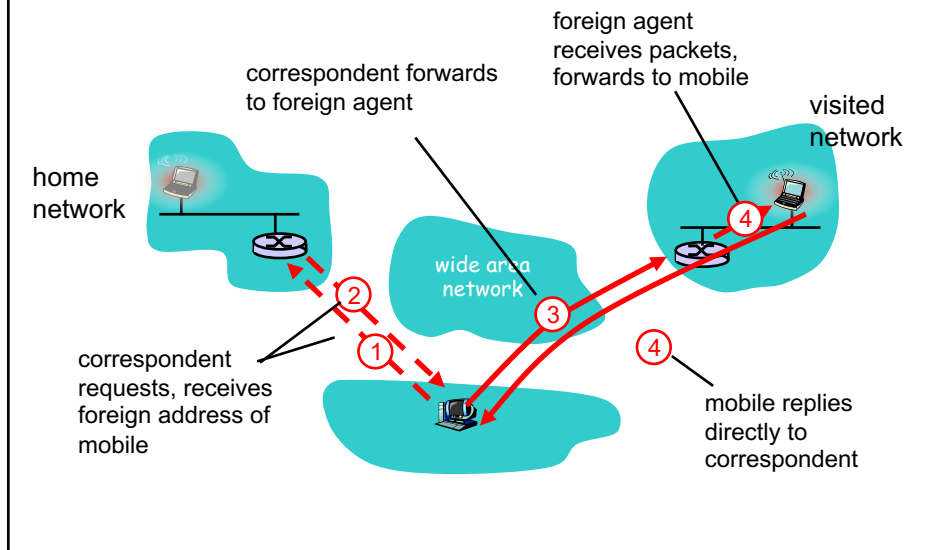 foreign agent
receives packets,
forwards to mobile
correspondent forwards
to foreign agent
visited
network
home
network
4
wide area
network
2
3
1
4
correspondent
requests, receives
foreign address of
mobile
mobile replies
directly to
correspondent